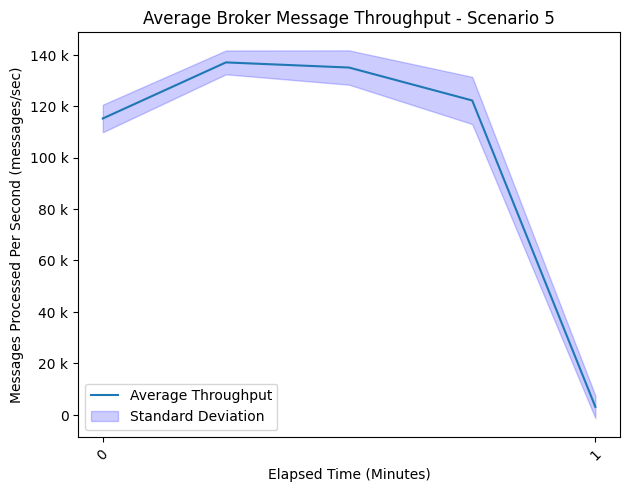 Average Broker Message Throughput - Scenario 5
Messages Processed Per Second (messages/sec)
140 k
120 k
100 k
80 k
60 k
40 k
20 k
0
Average Throughput
Standard Deviation
0
1
Elapsed Time (Minutes)